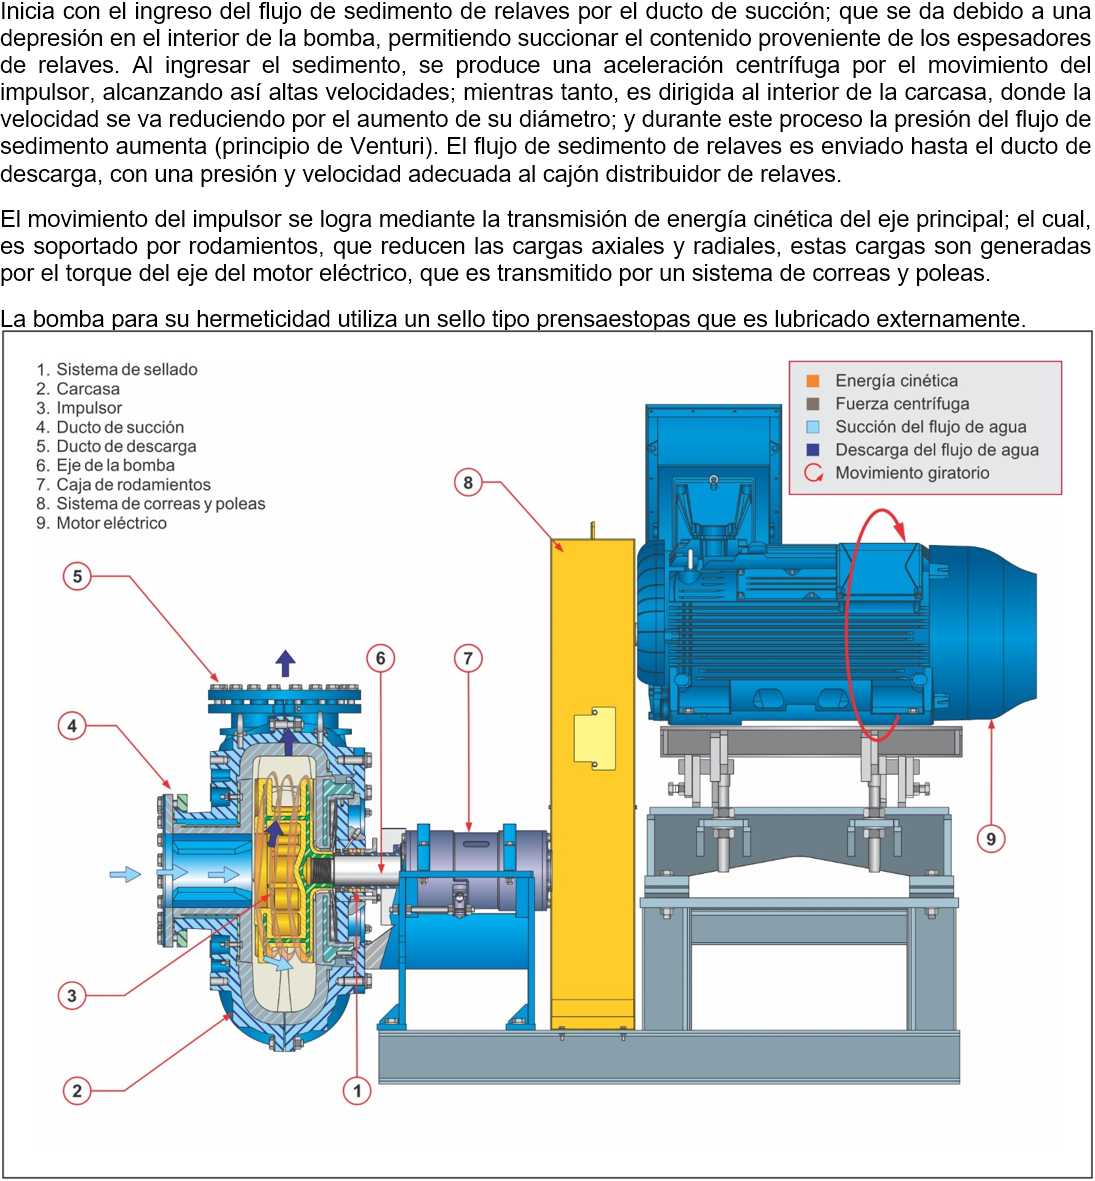 Inicia con el ingreso del flujo de sedimento de relaves por el ducto de succión; que se da debido a una
depresión en el interior de la bomba, permitiendo succionar el contenido proveniente de los espesadores
de relaves. Al ingresar el sedimento, se produce una aceleración centrífuga por el movimiento del
impulsor, alcanzando así altas velocidades; mientras tanto, es dirigida al interior de la carcasa, donde la
velocidad se va reduciendo por el aumento de su diámetro; y durante este proceso la presión del flujo de
sedimento aumenta (principio de Venturi). El flujo de sedimento de relaves es enviado hasta el ducto de
descarga, con una presión y velocidad adecuada al cajón distribuidor de relaves.
El movimiento del impulsor se logra mediante la transmisión de energía cinética del eje principal; el cual,
es soportado por rodamientos, que reducen las cargas axiales y radiales, estas cargas son generadas
por el torque del eje del motor eléctrico, que es transmitido por un sistema de correas y poleas.
La bomba para su hermeticidad utiliza un sello tipo prensaestopas que es lubricado externamente.
1. Sistema de sellado
2. Carcasa
3. Impulsor
4. Ducto de succión
5. Ducto de descarga
6. Eje de la bomba
7. Caja de rodamientos
8. Sistema de correas y poleas
9. Motor eléctrico
Energía cinética
Fuerza centrífuga
Succión del flujo de agua
Descarga del flujo de agua
Movimiento giratorio
8
5
6
7
4
9
3
2
1